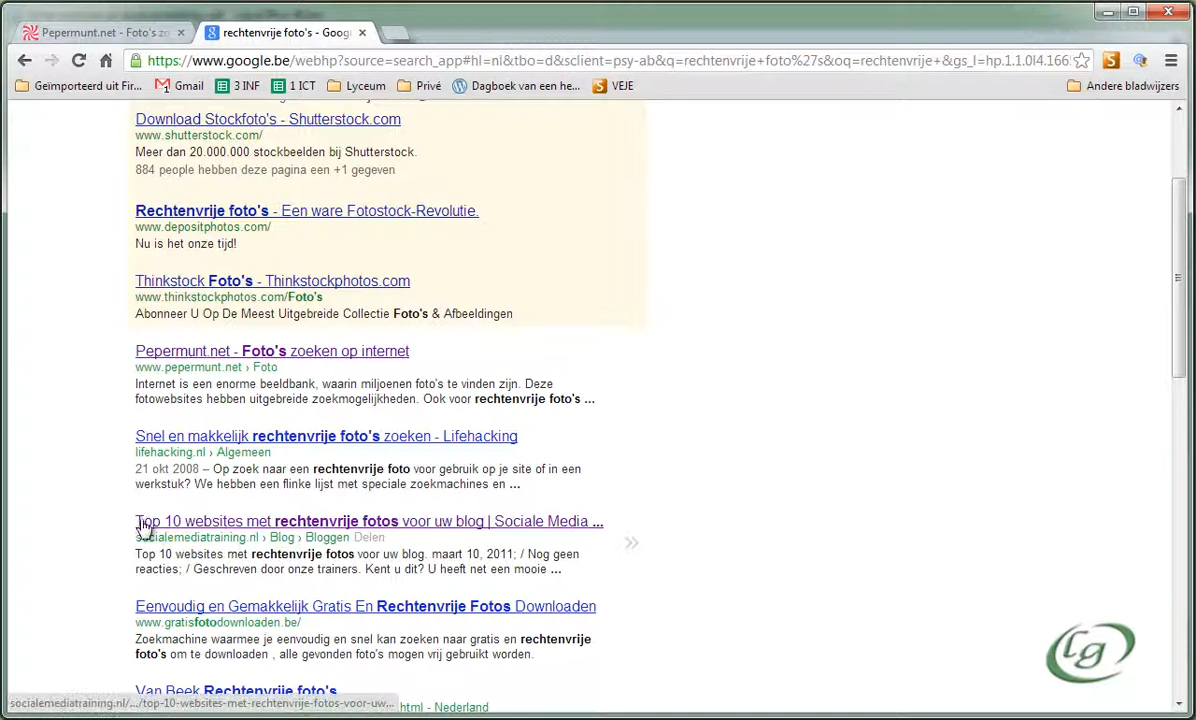 Pepermunt.net - Foto's zo
rechtenvrije foto's - Goog
https://www.google.be/webhp?source=search_app#hl=nl&tbo=d&sclient=psy-ab&q=rechtenvrije+foto%27s&oq=rechtenvrije+&gs_l=hp.1.1.0l4.166
Geïmporteerd uit Fir...
Gmail
3 INF
1 ICT
Lyceum
Privé
Dagboek van een he...
VEJE
Andere bladwijzers
Download Stockfoto's - Shutterstock.com
www.shutterstock.com/
Meer dan 20.000.000 stockbeelden bij Shutterstock.
884 people hebben deze pagina een +1 gegeven
Rechtenvrije foto's - Een ware Fotostock-Revolutie.
www.depositphotos.com/
Nu is het onze tijd!
Thinkstock Foto's - Thinkstockphotos.com
www.thinkstockphotos.com/Foto's
Abonneer U Op De Meest Uitgebreide Collectie Foto's & Afbeeldingen
Pepermunt.net - Foto's zoeken op internet
www.pepermunt.net › Foto
Internet is een enorme beeldbank, waarin miljoenen foto's te vinden zijn. Deze
fotowebsites hebben uitgebreide zoekmogelijkheden. Ook voor rechtenvrije foto's ...
Snel en makkelijk rechtenvrije foto's zoeken - Lifehacking
lifehacking.nl › Algemeen
21 okt 2008 – Op zoek naar een rechtenvrije foto voor gebruik op je site of in een
werkstuk? We hebben een flinke lijst met speciale zoekmachines en ...
Top 10 websites met rechtenvrije fotos voor uw blog | Sociale Media ...
socialemediatraining.nl › Blog › Bloggen Delen
Top 10 websites met rechtenvrije fotos voor uw blog. maart 10, 2011; / Nog geen
reacties; / Geschreven door onze trainers. Kent u dit? U heeft net een mooie ...
Eenvoudig en Gemakkelijk Gratis En Rechtenvrije Fotos Downloaden
www.gratisfotodownloaden.be/
Zoekmachine waarmee je eenvoudig en snel kan zoeken naar gratis en rechtenvrije
foto's om te downloaden , alle gevonden foto's mogen vrij gebruikt worden.
Van Beek Rechtenvrije foto's
html - Nederland
socialemediatraining.nl/.../top-10-websites-met-rechtenvrije-fotos-voor-uw...
lg